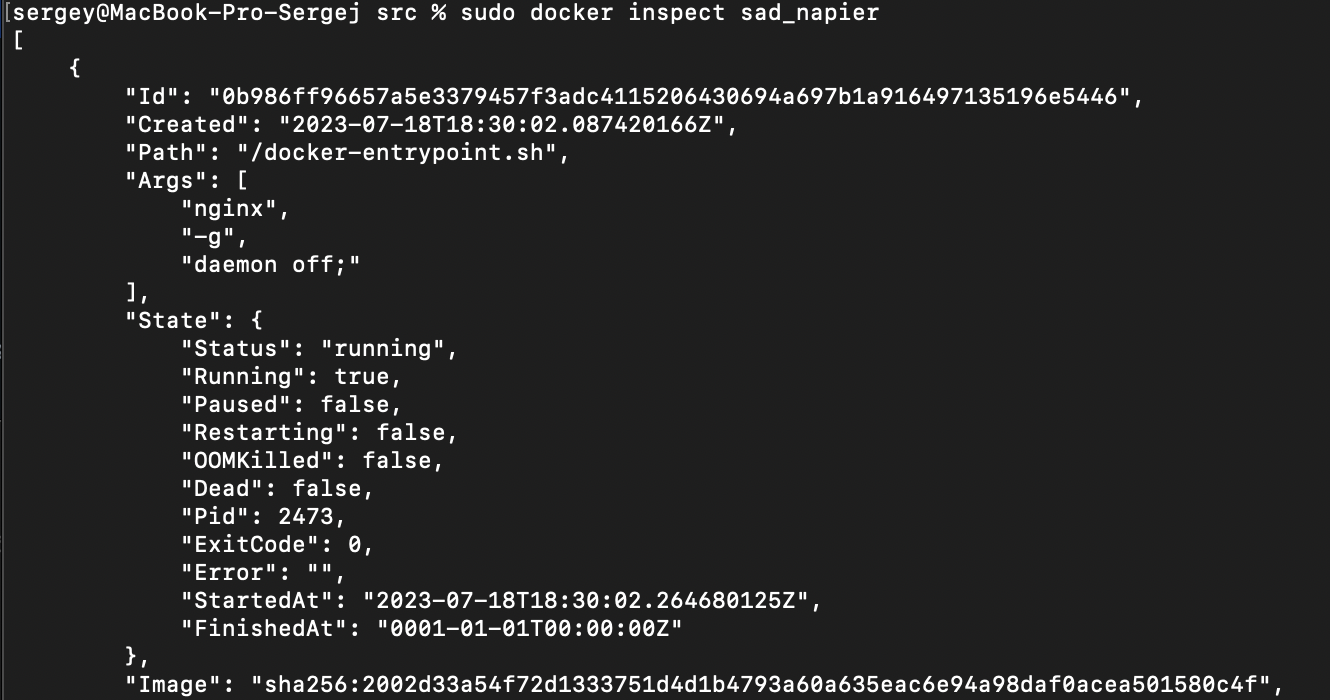 [sergey@MacBook-Pro-Sergej src % sudo docker inspect sad_napier
[
    {
        "Id": "0b986ff96657a5e3379457f3adc4115206430694a697b1a916497135196e5446",
        "Created": "2023-07-18T18:30:02.087420166Z",
        "Path": "/docker-entrypoint.sh",
        "Args": [
            "nginx",
            "-g",
            "daemon off;"
        ],
        "State": {
            "Status": "running",
            "Running": true,
            "Paused": false,
            "Restarting": false,
            "OOMKilled": false,
            "Dead": false,
            "Pid": 2473,
            "ExitCode": 0,
            "Error": "",
            "StartedAt": "2023-07-18T18:30:02.264680125Z",
            "FinishedAt": "0001-01-01T00:00:00Z"
        },
        "Image": "sha256:2002d33a54f72d1333751d4d1b4793a60a635eac6e94a98daf0acea501580c4f",